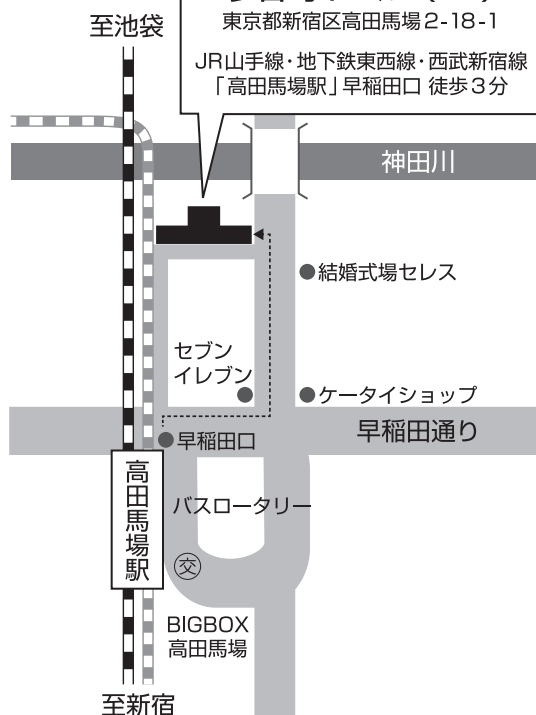 至池袋
東京都新宿区高田馬場2-18-1
JR山手線・地下鉄東西線・西武新宿線
「高田馬場駅」早稲田口 徒歩3分
神田川
結婚式場セレス
セブン
イレブン
ケータイショップ
早稲田通り
早稲田口
高田馬場駅
バスロータリー
交
BIGBOX
高田馬場
至新宿